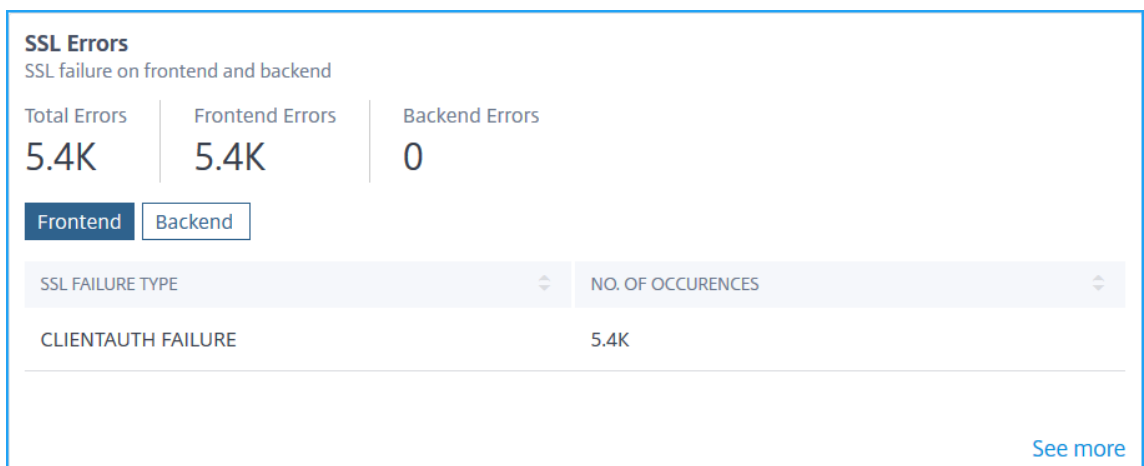 SSL Errors
SSL failure on frontend and backend
Total Errors Frontend Errors Backend Errors
5.4K 5.4K 0
Frontend Backend
SSL FAILURE TYPE NO. OF OCCURENCES
CLIENTAUTH FAILURE 5.4K
See more